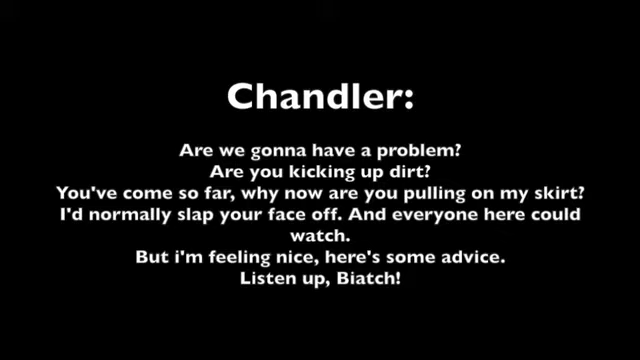 Chandler:
Are we gonna have a problem?
Are you kicking up dirt?
You've come so far, why now are you pulling on my skirt?
I'd normally slap your face off. And everyone here could
watch.
But i'm feeling nice, here's some advice.
Listen up, Biatch!